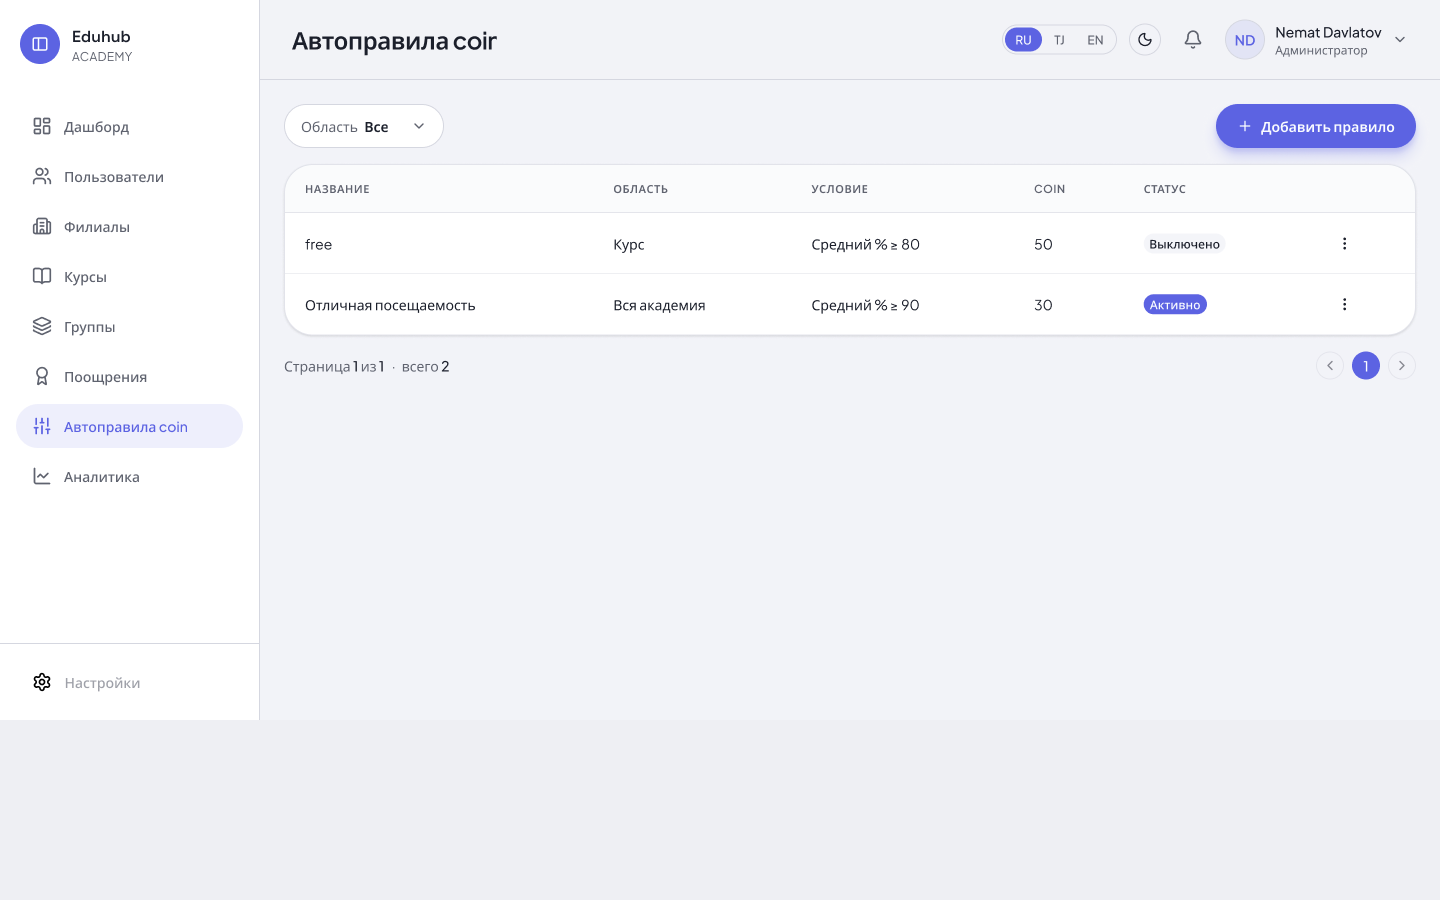 Eduhub
ACADEMY
Дашборд
Пользователи
Филиалы
Курсы
Группы
Поощрения
Автоправила coin
Аналитика
Настройки
Автоправила coir
RU TJ EN
ND
Nemat Davlatov
Администратор
Область Все
Добавить правило
НАЗВАНИЕ ОБЛАСТЬ УСЛОВИЕ COIN СТАТУС
free Курс Средний % ≥ 80 50 Выключено
Отличная посещаемость Вся академия Средний % ≥ 90 30 Активно
Страница 1 из 1 · всего 2
1